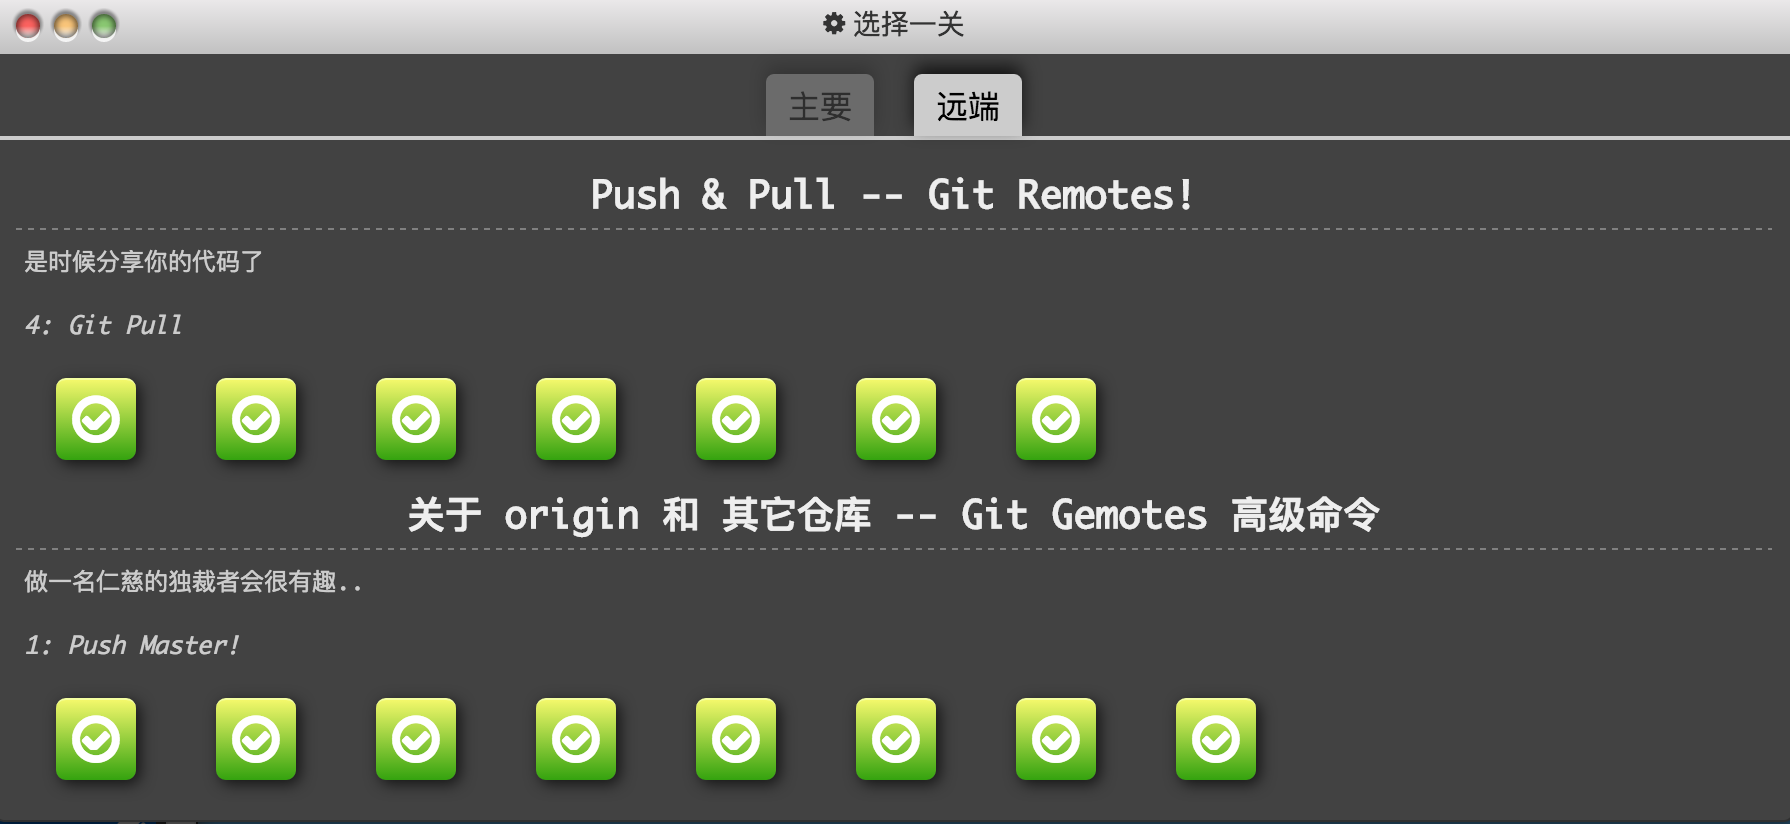 选择一关
主要
远端
Push & Pull -- Git Remotes!
是时候分享你的代码了
4: Git Pull
关于 origin 和 其它仓库 -- Git Gemotes 高级命令
做一名仁慈的独裁者会很有趣..
1: Push Master!